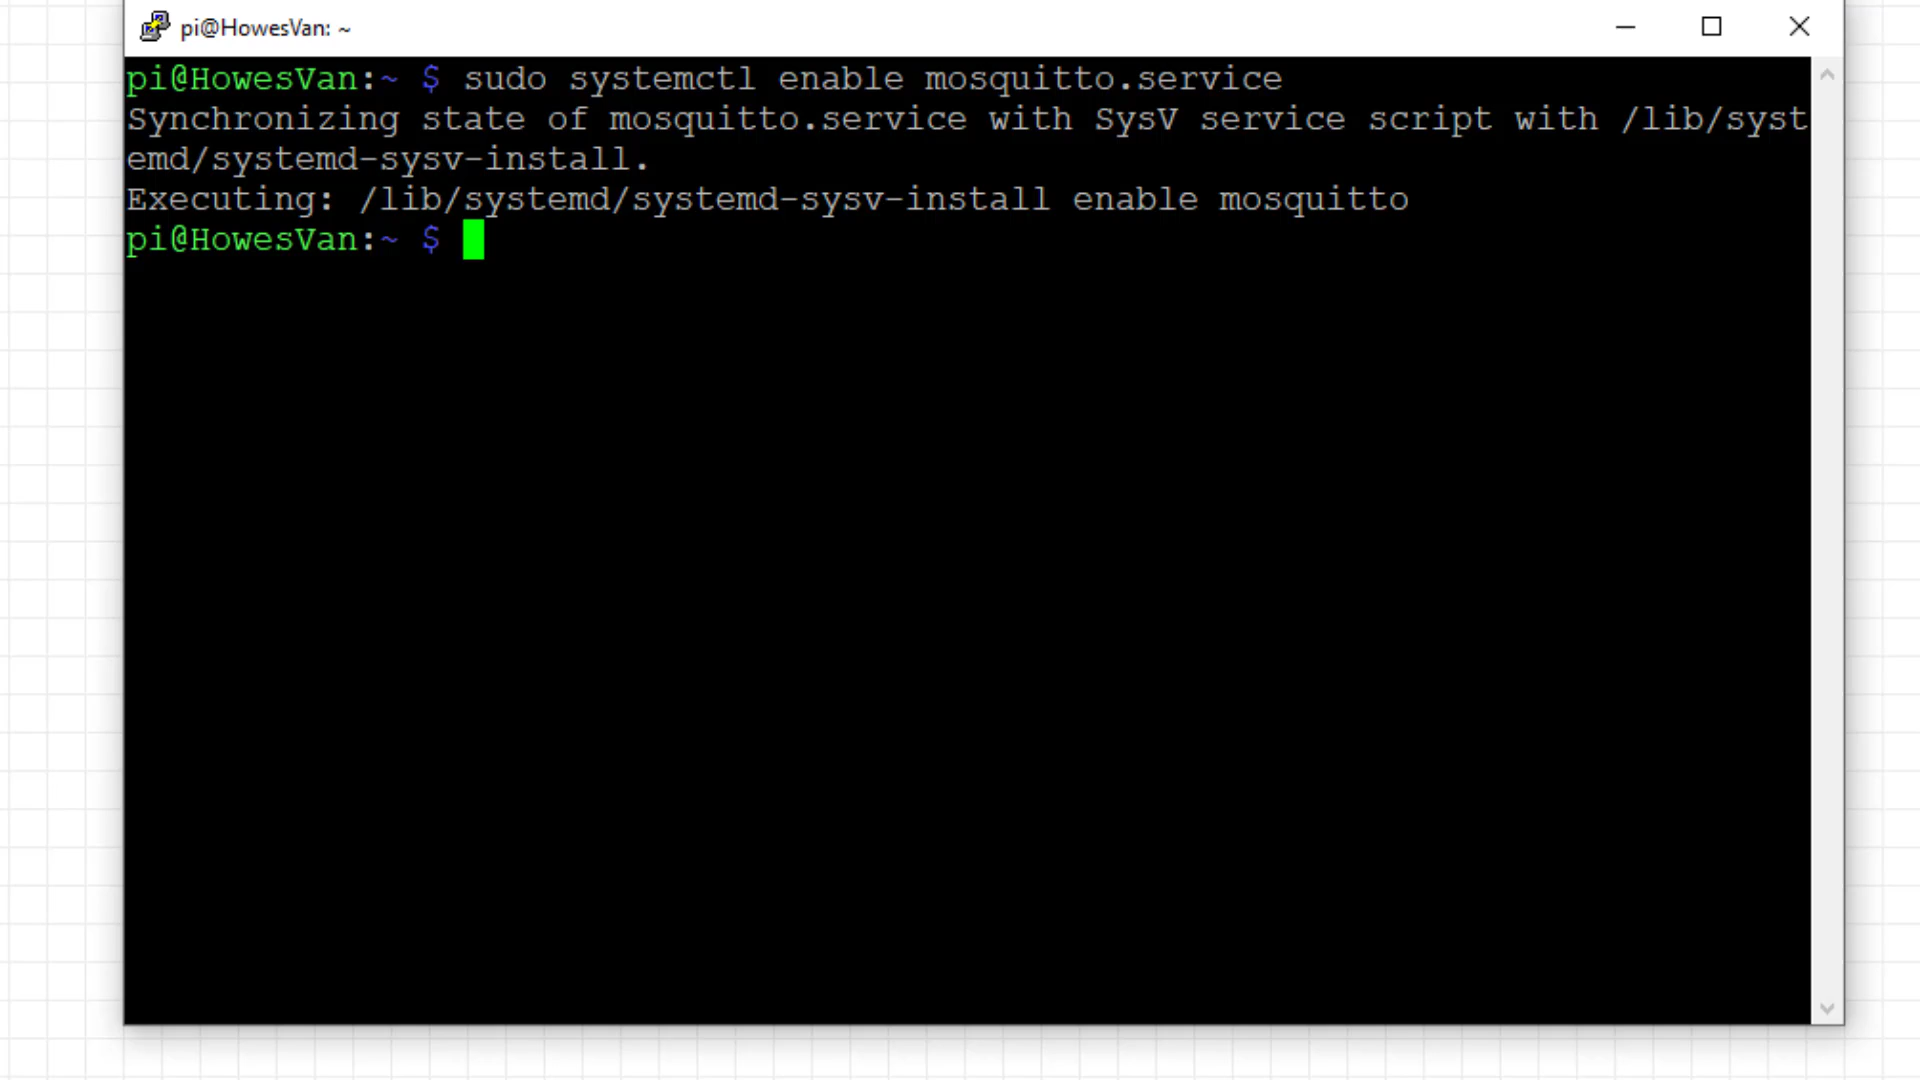 pi@HowesVan: ~
pi@HowesVan:~ $ sudo systemctl enable mosquitto.service
Synchronizing state of mosquitto.service with SysV service script with /lib/syst
emd/systemd-sysv-install.
Executing: /lib/systemd/systemd-sysv-install enable mosquitto
pi@HowesVan:~ $